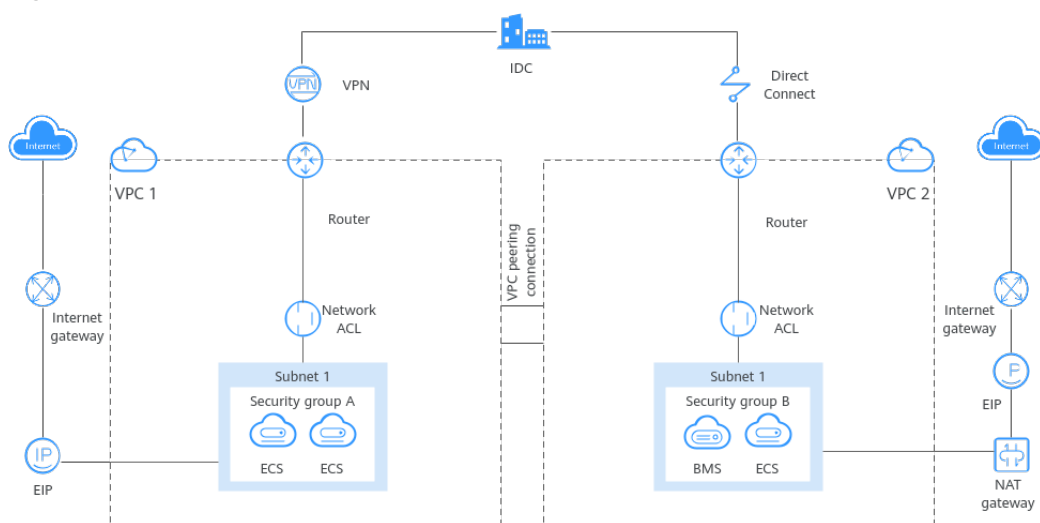 IDC
VPN
VPN
Direct
Connect
Internet
Internet
VPC 1
VPC 2
Router
Router
VPC peering
connection
Internet
gateway
Network
ACL
Network
ACL
Internet
gateway
Subnet 1
Security group A
ECS
ECS
Subnet 1
Security group B
BMS
ECS
IP
EIP
P
EIP
NAT
gateway